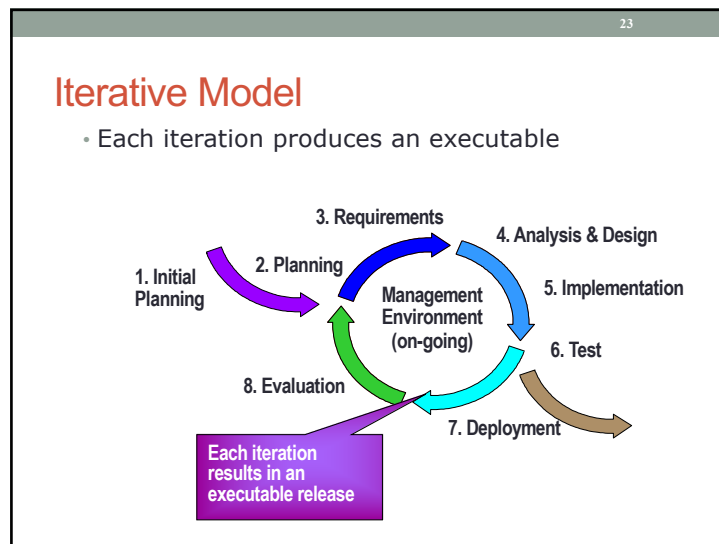 23
Iterative Model
• Each iteration produces an executable
3. Requirements
4. Analysis & Design
2. Planning
1. Initial
Planning
5. Implementation
Management
Environment
(on-going)
6. Test
8. Evaluation
7. Deployment
Each iteration
results in an
executable release